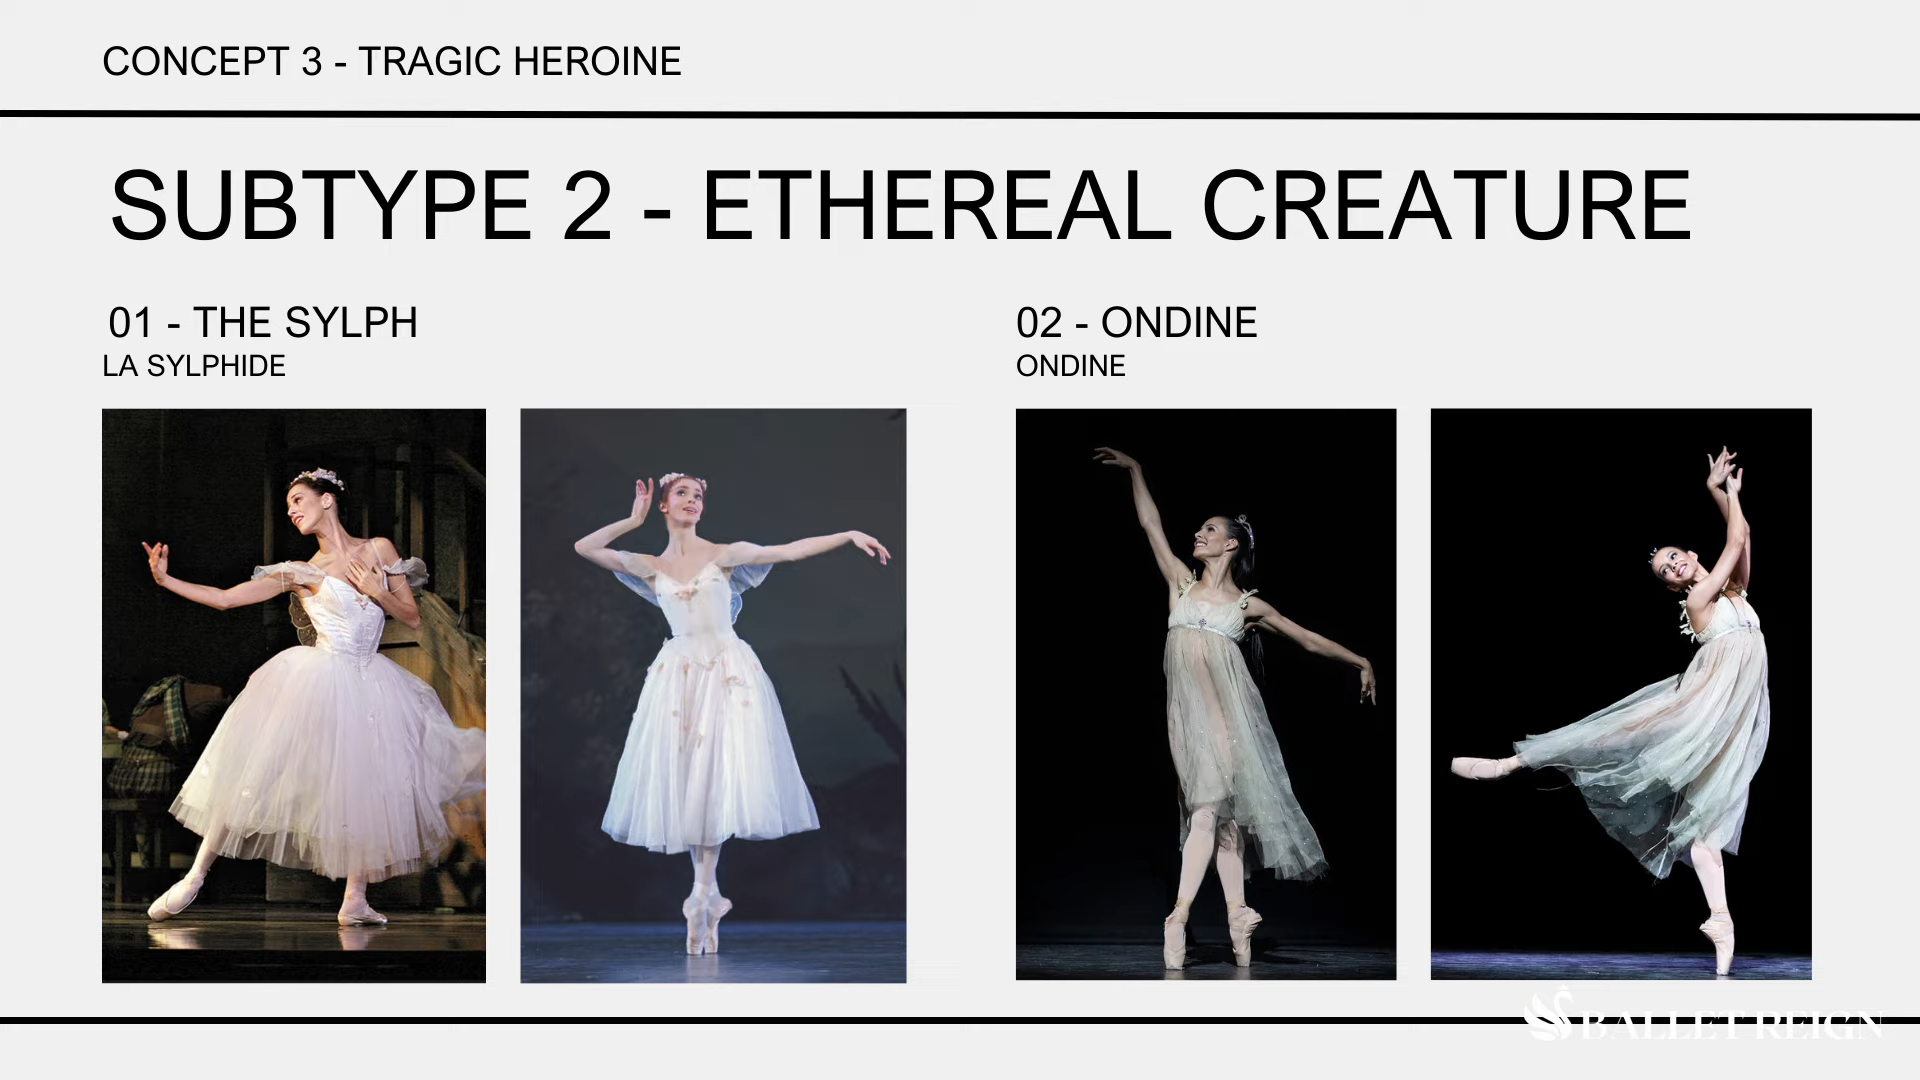 CONCEPT 3 - TRAGIC HEROINE
SUBTYPE 2 - ETHEREAL CREATURE
01 - THE SYLPH
LA SYLPHIDE
02 - ONDINE
ONDINE
BALLET REIGN